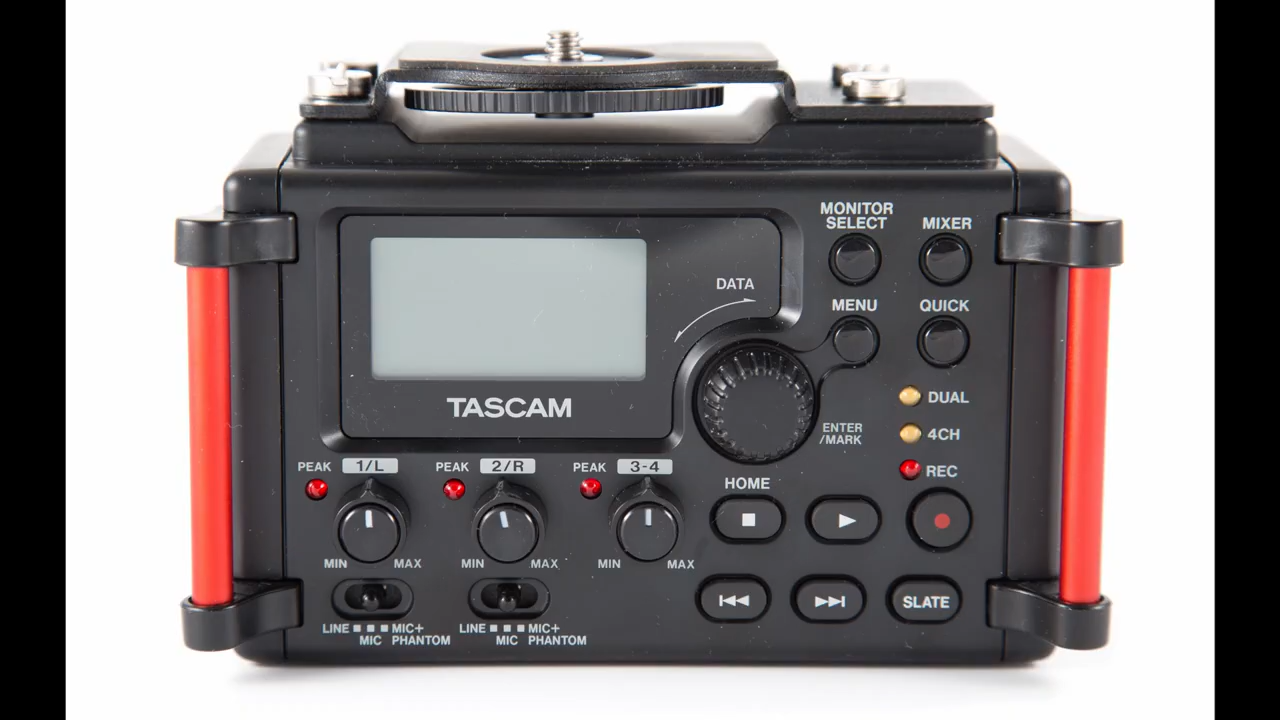 MONITOR
SELECT
MIXER
DATA
MENU
QUICK
DUAL
TASCAM
ENTER
/MARK
4CH
PEAK 1/L
PEAK 2/R
PEAK 3-4
REC
HOME
MIN MAX
MIN MAX
MIN MAX
SLATE
LINE MIC+
MIC PHANTOM
LINE MIC+
MIC PHANTOM